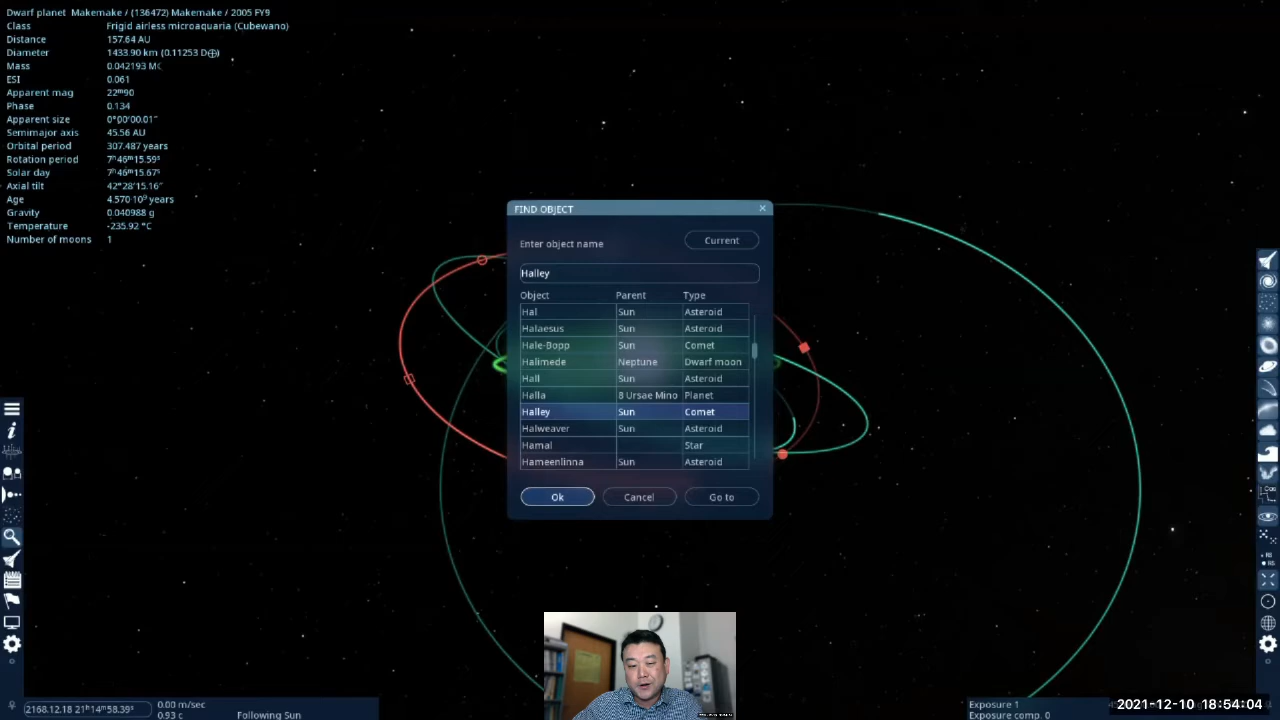 Dwarf planet Makemake / (136472) Makemake / 2005 FY9
Class Frigid airless microaquaria (Cubewano)
Distance 157.64 AU
Diameter 1433.90 km (0.11253 D⊕)
Mass 0.042193 M☾
ESI 0.061
Apparent mag 22ᵐ90
Phase 0.134
Apparent size 0°00'00.01"
Semimajor axis 45.56 AU
Orbital period 307.487 years
Rotation period 7ʰ46ᵐ15.59ˢ
Solar day 7ʰ46ᵐ15.67ˢ
Axial tilt 42°28'15.16"
Age 4.570·10⁹ years
Gravity 0.040988 g
Temperature -235.92 °C
Number of moons 1
FIND OBJECT
Enter object name Current
Halley
Object Parent Type
Hal Sun Asteroid
Halaesus Sun Asteroid
Hale-Bopp Sun Comet
Halimede Neptune Dwarf moon
Hall Sun Asteroid
Halla 8 Ursae Mino Planet
Halley Sun Comet
Halweaver Sun Asteroid
Hamal Star
Hameenlinna Sun Asteroid
Ok Cancel Go to
2168.12.18 21ʰ14ᵐ58.39ˢ
0.00 m/sec
0.93 c Following Sun
Exposure 1
Exposure comp. 0
2021-12-10 18:54:04